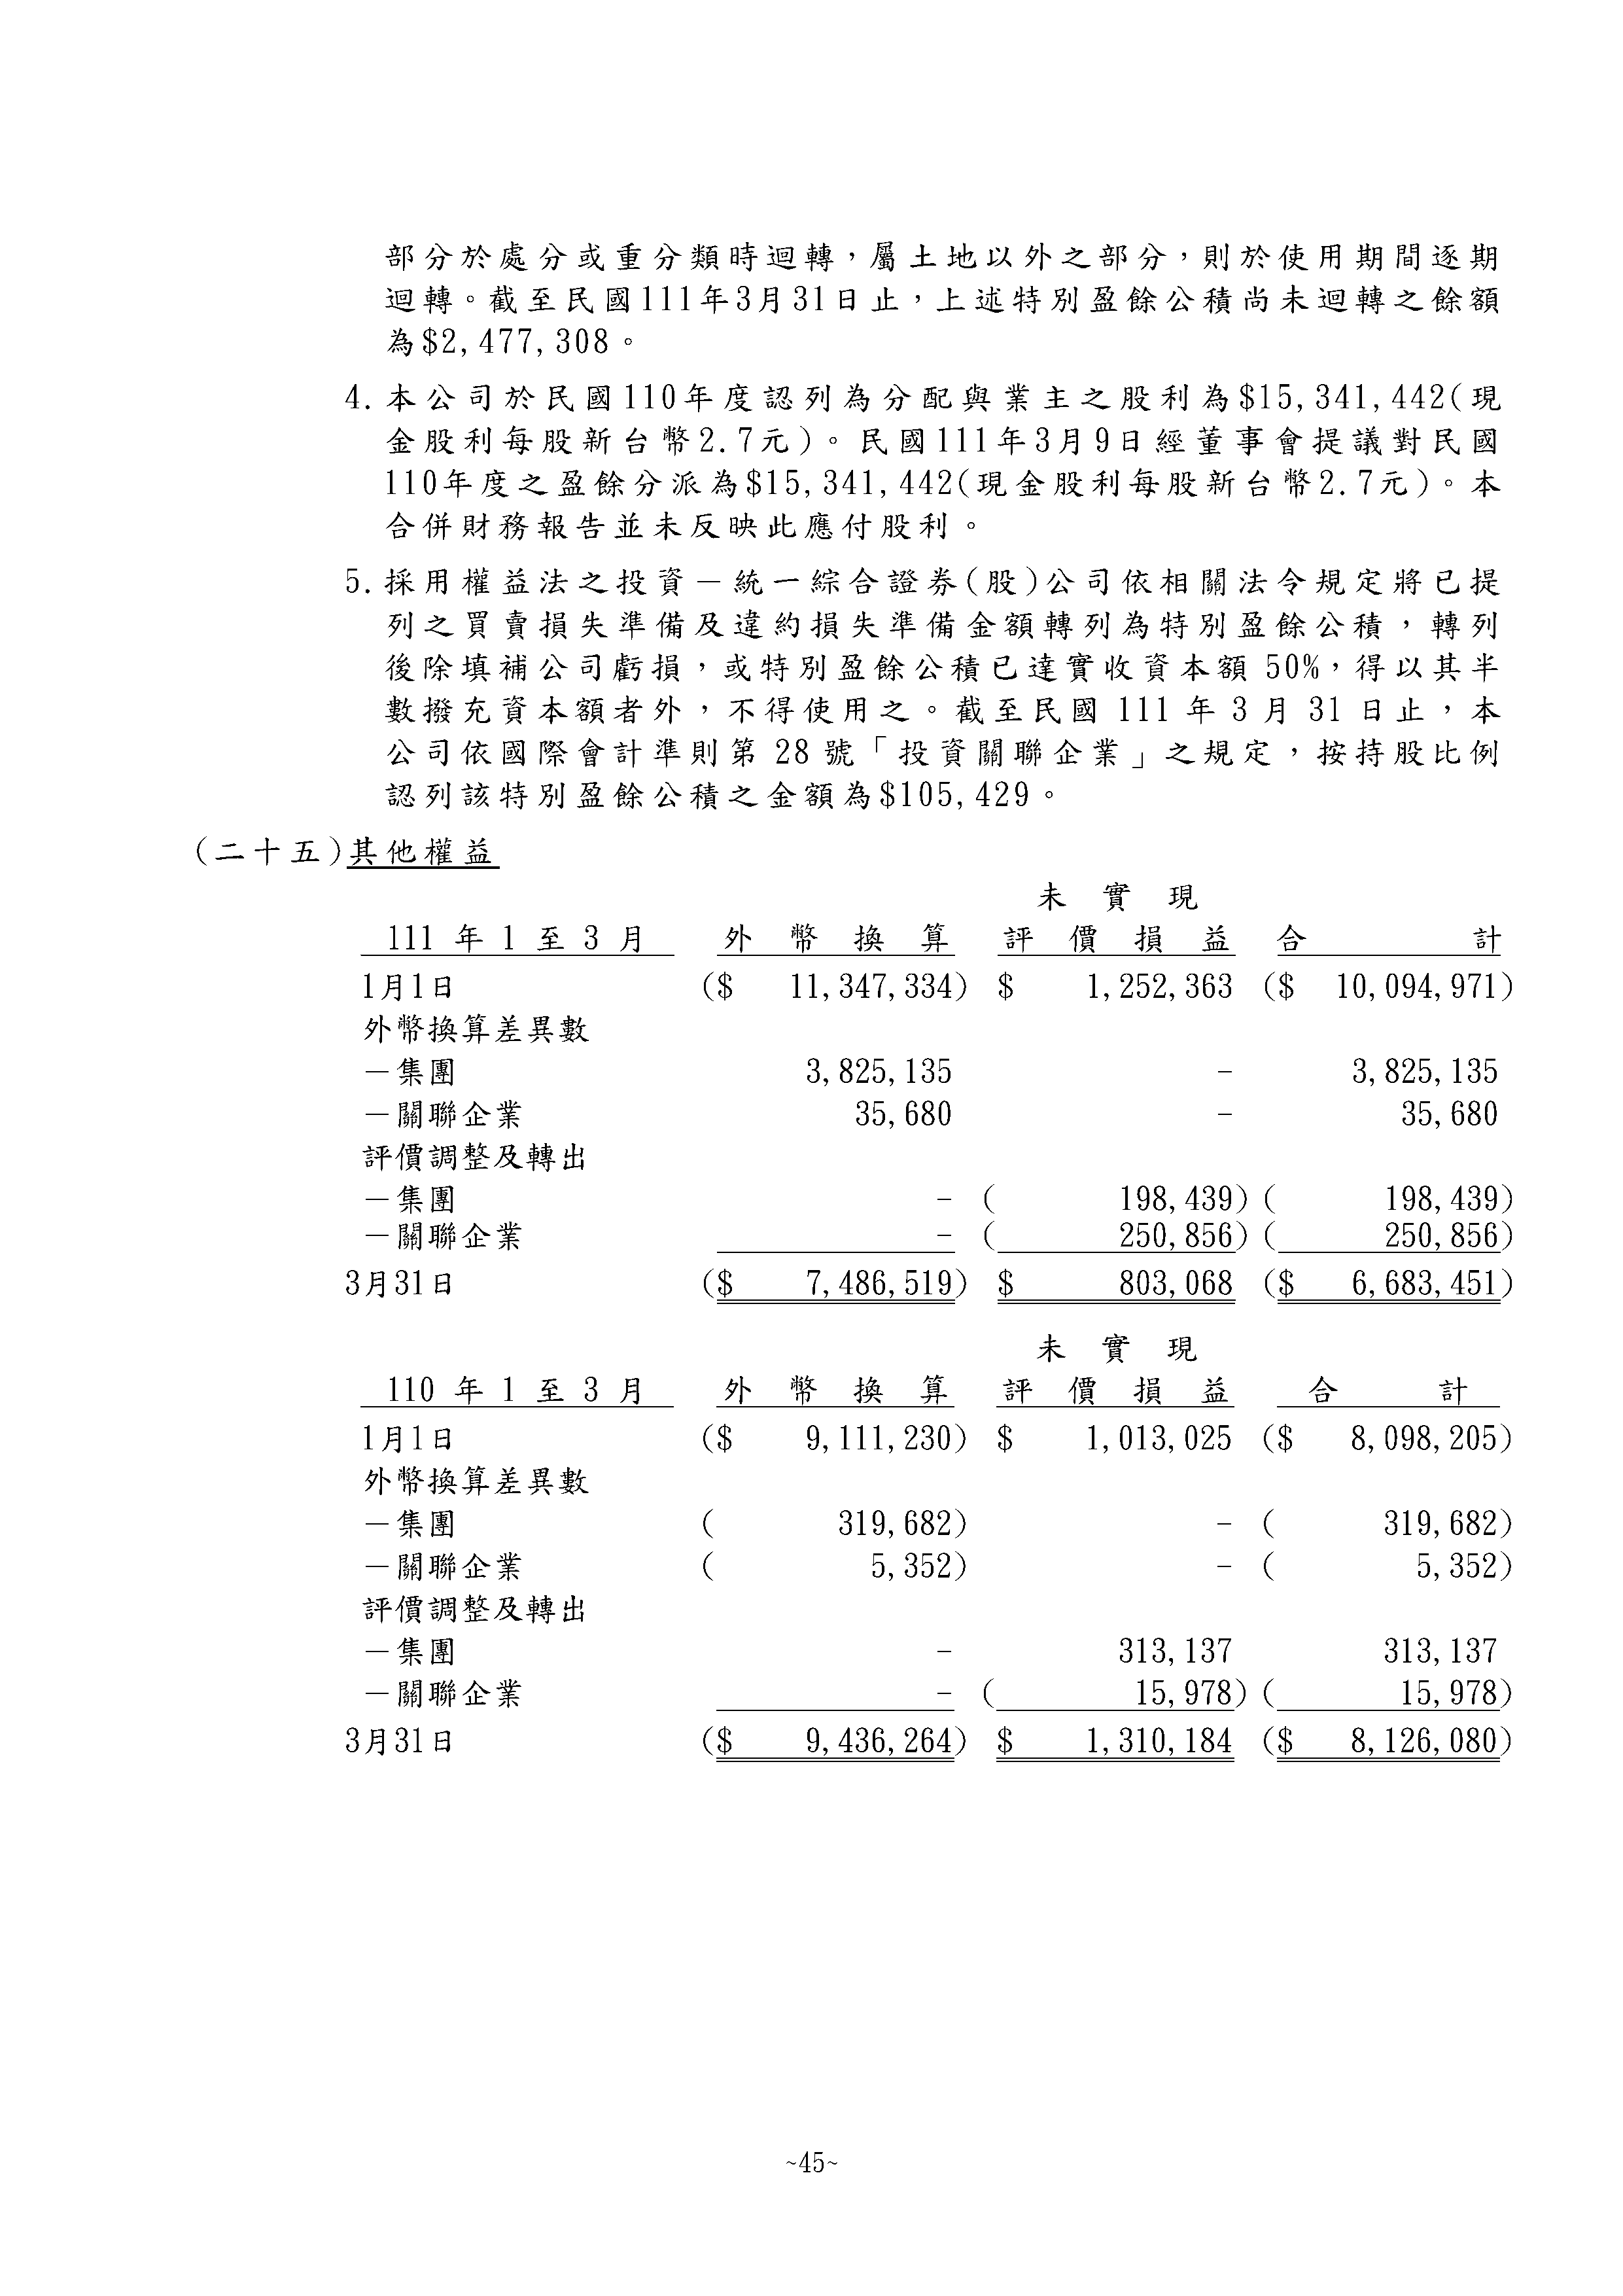 部分於處分或重分類時迴轉，屬土地以外之部分，則於使用期間逐期
迴轉。截至民國111年3月31日止，上述特別盈餘公積尚未迴轉之餘額
為$2,477,308。
4. 本公司於民國110年度認列為分配與業主之股利為$15,341,442(現
金股利每股新台幣2.7元)。民國111年3月9日經董事會提議對民國
110年度之盈餘分派為$15,341,442(現金股利每股新台幣2.7元)。本
合併財務報告並未反映此應付股利。
5. 採用權益法之投資－統一綜合證券(股)公司依相關法令規定將已提
列之買賣損失準備及違約損失準備金額轉列為特別盈餘公積，轉列
後除填補公司虧損，或特別盈餘公積已達實收資本額 50%，得以其半
數撥充資本額者外，不得使用之。截至民國 111 年 3 月 31 日止，本
公司依國際會計準則第 28 號「投資關聯企業」之規定，按持股比例
認列該特別盈餘公積之金額為$105,429。
(二十五)其他權益
未實現
111 年 1 至 3 月 外幣換算 評價損益 合計
1月1日 ($ 11,347,334) $ 1,252,363 ($ 10,094,971)
外幣換算差異數
－集團 3,825,135 - 3,825,135
－關聯企業 35,680 - 35,680
評價調整及轉出
－集團 - ( 198,439) ( 198,439)
－關聯企業 - ( 250,856) ( 250,856)
3月31日 ($ 7,486,519) $ 803,068 ($ 6,683,451)
未實現
110 年 1 至 3 月 外幣換算 評價損益 合計
1月1日 ($ 9,111,230) $ 1,013,025 ($ 8,098,205)
外幣換算差異數
－集團 ( 319,682) - ( 319,682)
－關聯企業 ( 5,352) - ( 5,352)
評價調整及轉出
－集團 - 313,137 313,137
－關聯企業 - ( 15,978) ( 15,978)
3月31日 ($ 9,436,264) $ 1,310,184 ($ 8,126,080)
~45~